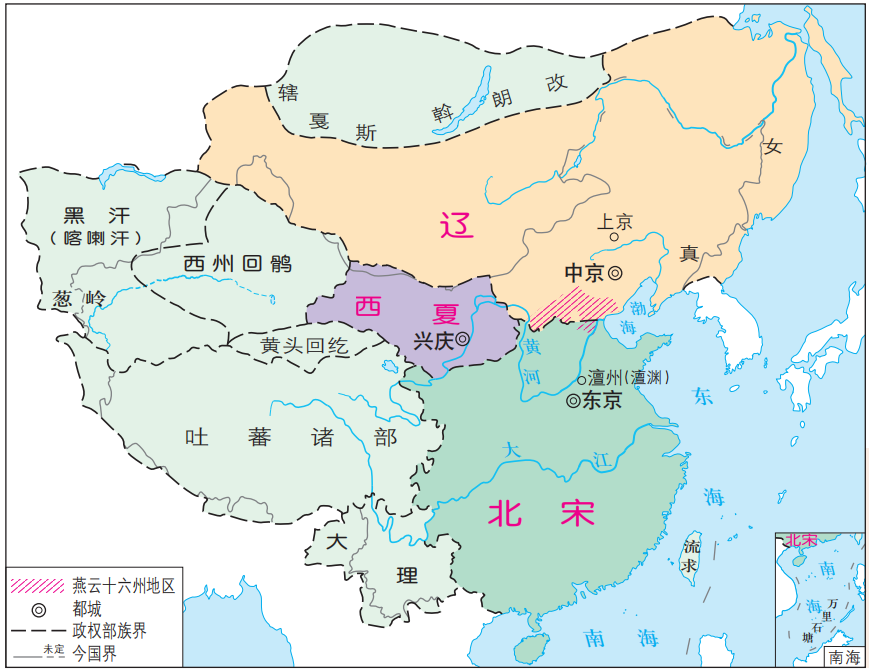 辖戛斯 斡朗改
女真
黑汗
(喀喇汗)
辽
上京
西州回鹘
中京
葱岭
西夏
渤海
兴庆
黄头回纥
黄河
澶州(澶渊)
东京
东海
吐蕃诸部
大江
北宋
大理
流求
南海
北宋
南海
万里石塘
南海
燕云十六州地区
都城
政权部族界
未定
今国界